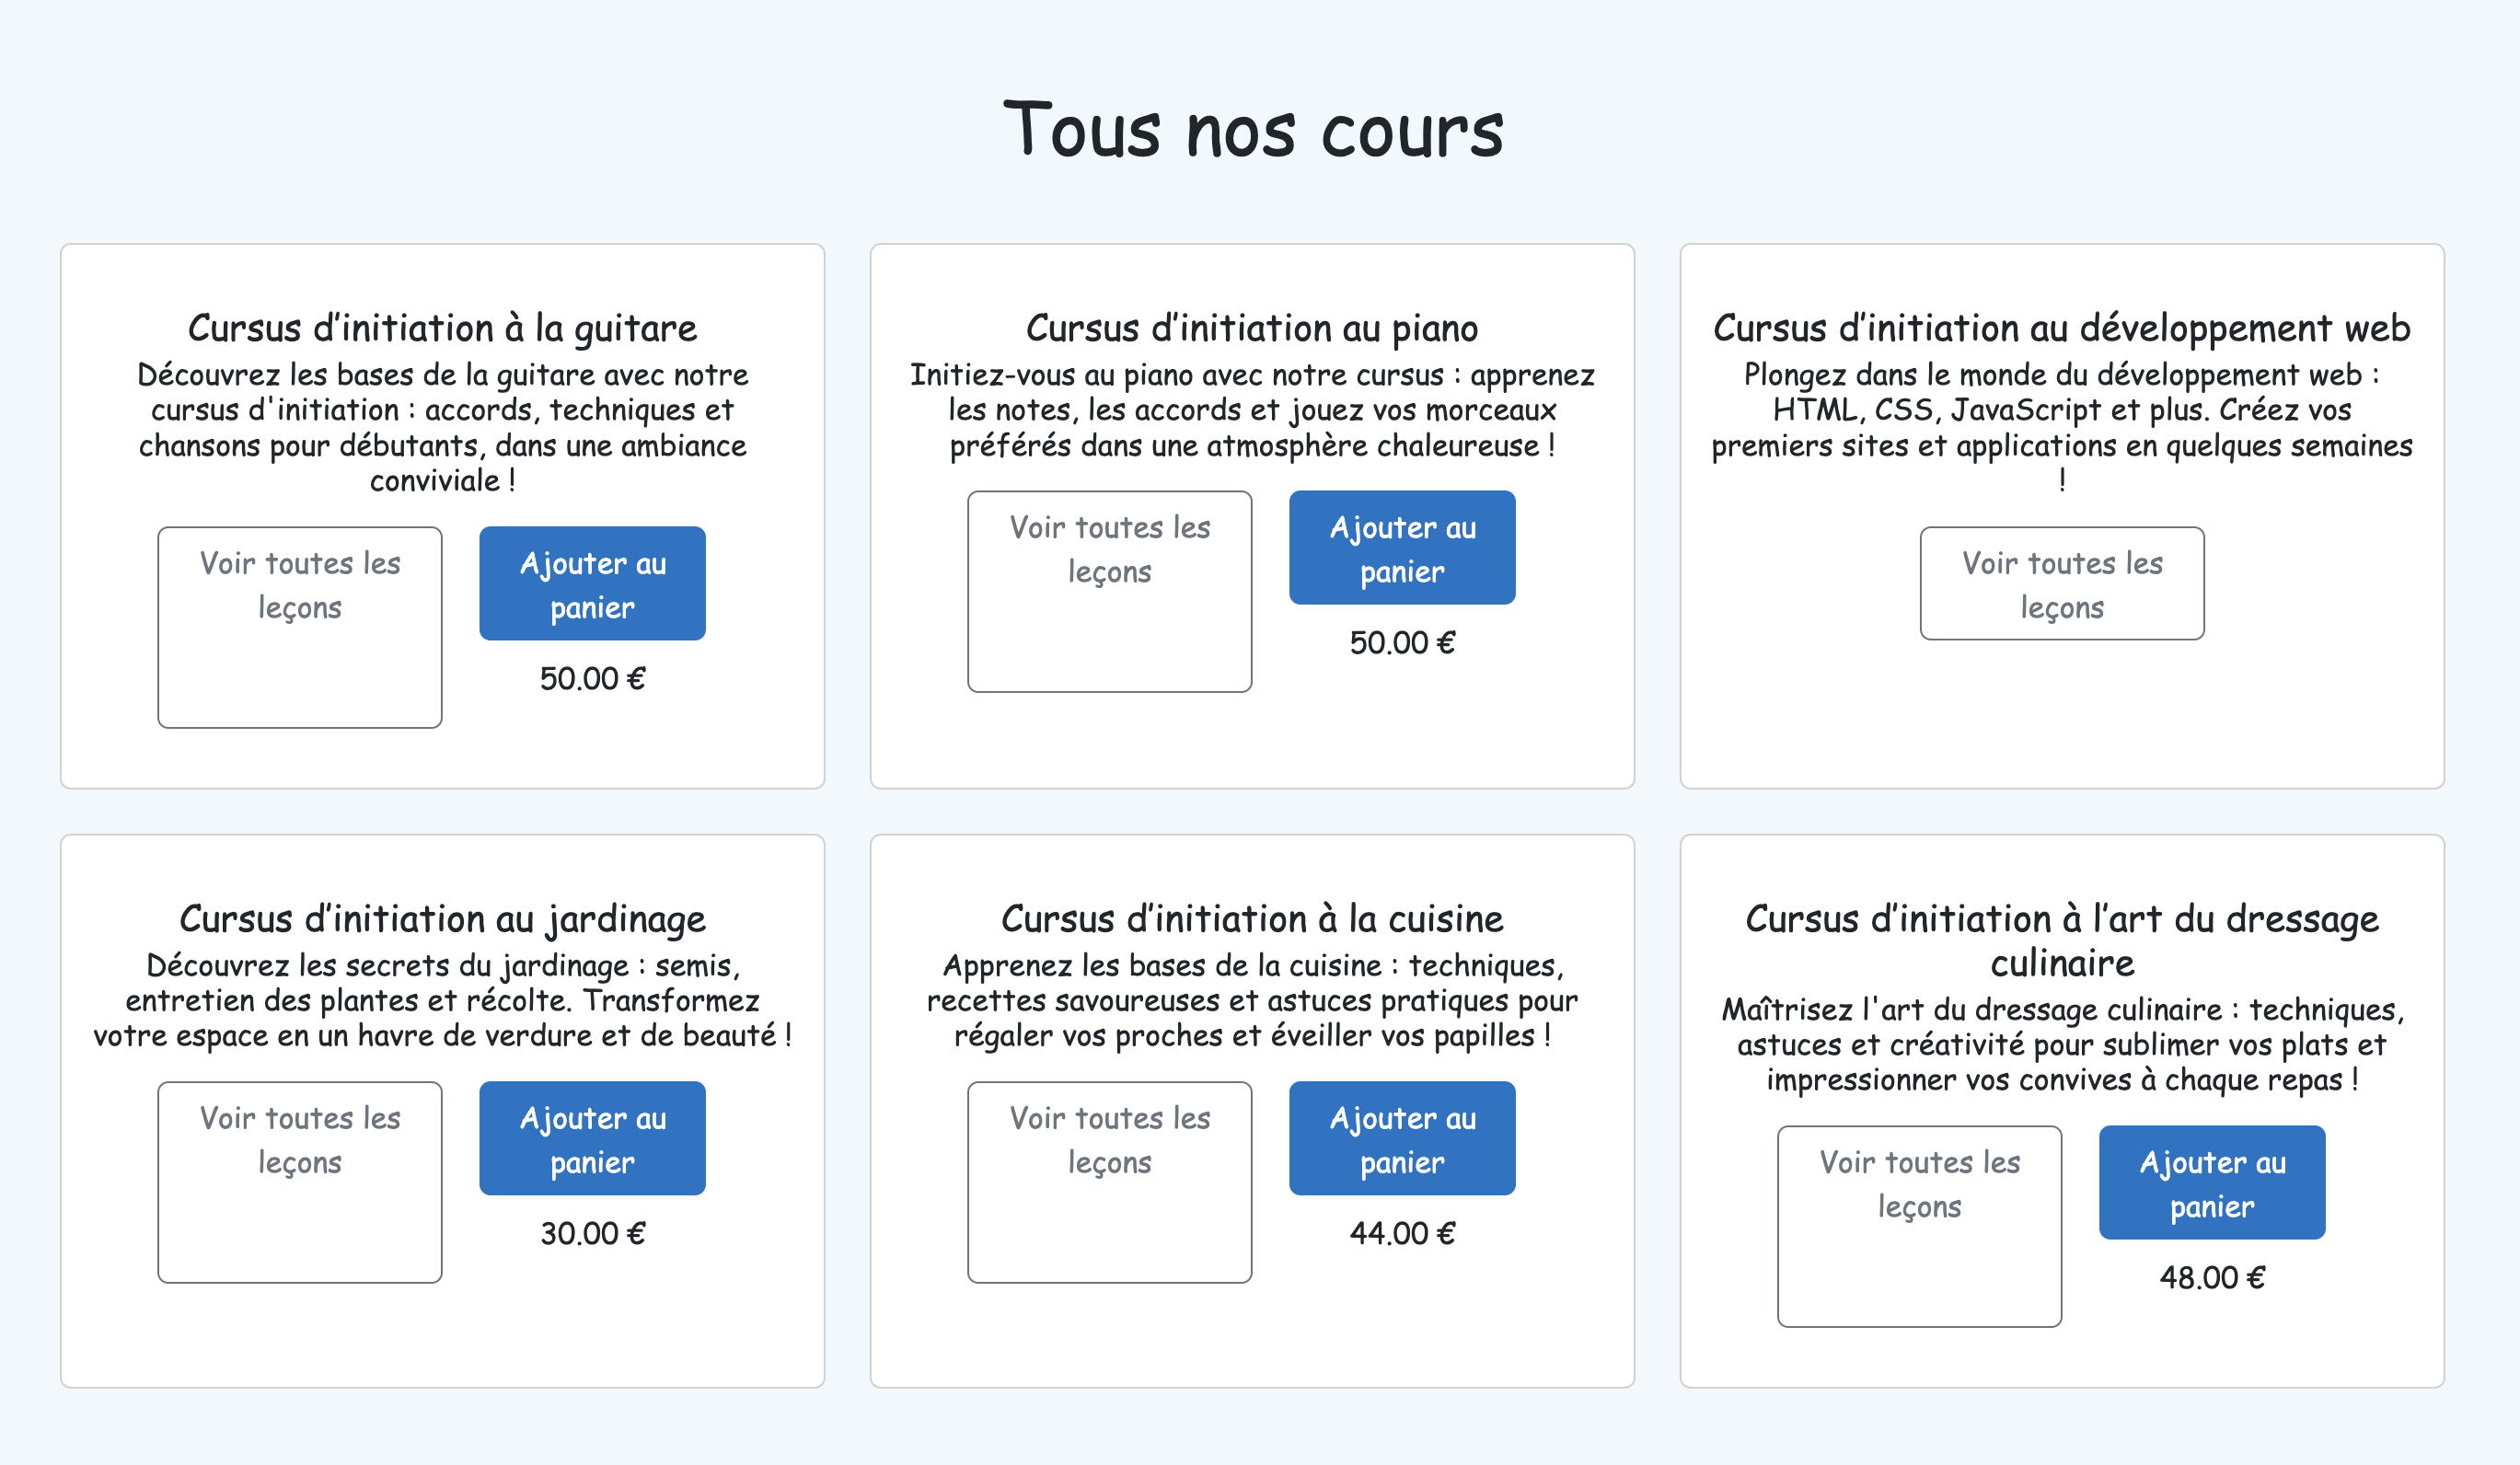 Tous nos cours
Cursus d’initiation à la guitare
Découvrez les bases de la guitare avec notre
cursus d'initiation : accords, techniques et
chansons pour débutants, dans une ambiance
conviviale !
Voir toutes les
leçons
Ajouter au
panier
50.00 €
Cursus d’initiation au piano
Initiez-vous au piano avec notre cursus : apprenez
les notes, les accords et jouez vos morceaux
préférés dans une atmosphère chaleureuse !
Voir toutes les
leçons
Ajouter au
panier
50.00 €
Cursus d’initiation au développement web
Plongez dans le monde du développement web :
HTML, CSS, JavaScript et plus. Créez vos
premiers sites et applications en quelques semaines
!
Voir toutes les
leçons
Cursus d’initiation au jardinage
Découvrez les secrets du jardinage : semis,
entretien des plantes et récolte. Transformez
votre espace en un havre de verdure et de beauté !
Voir toutes les
leçons
Ajouter au
panier
30.00 €
Cursus d’initiation à la cuisine
Apprenez les bases de la cuisine : techniques,
recettes savoureuses et astuces pratiques pour
régaler vos proches et éveiller vos papilles !
Voir toutes les
leçons
Ajouter au
panier
44.00 €
Cursus d’initiation à l’art du dressage
culinaire
Maîtrisez l'art du dressage culinaire : techniques,
astuces et créativité pour sublimer vos plats et
impressionner vos convives à chaque repas !
Voir toutes les
leçons
Ajouter au
panier
48.00 €